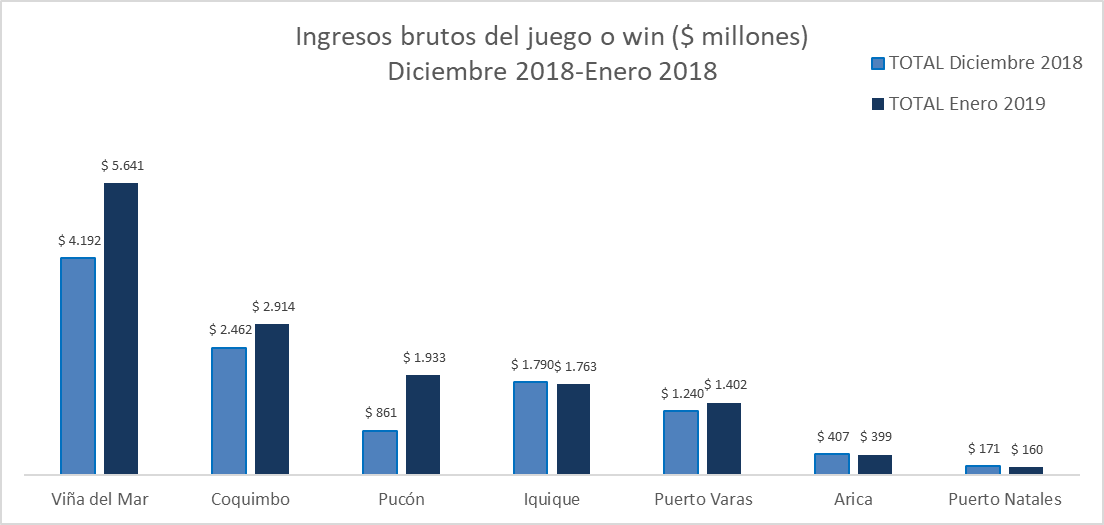 Ingresos brutos del juego o win ($ millones)
Diciembre 2018-Enero 2018
TOTAL Diciembre 2018
TOTAL Enero 2019
$ 4.192
$ 5.641
$ 2.462
$ 2.914
$ 861
$ 1.933
$ 1.790
$ 1.763
$ 1.240
$ 1.402
$ 407
$ 399
$ 171
$ 160
Viña del Mar
Coquimbo
Pucón
Iquique
Puerto Varas
Arica
Puerto Natales